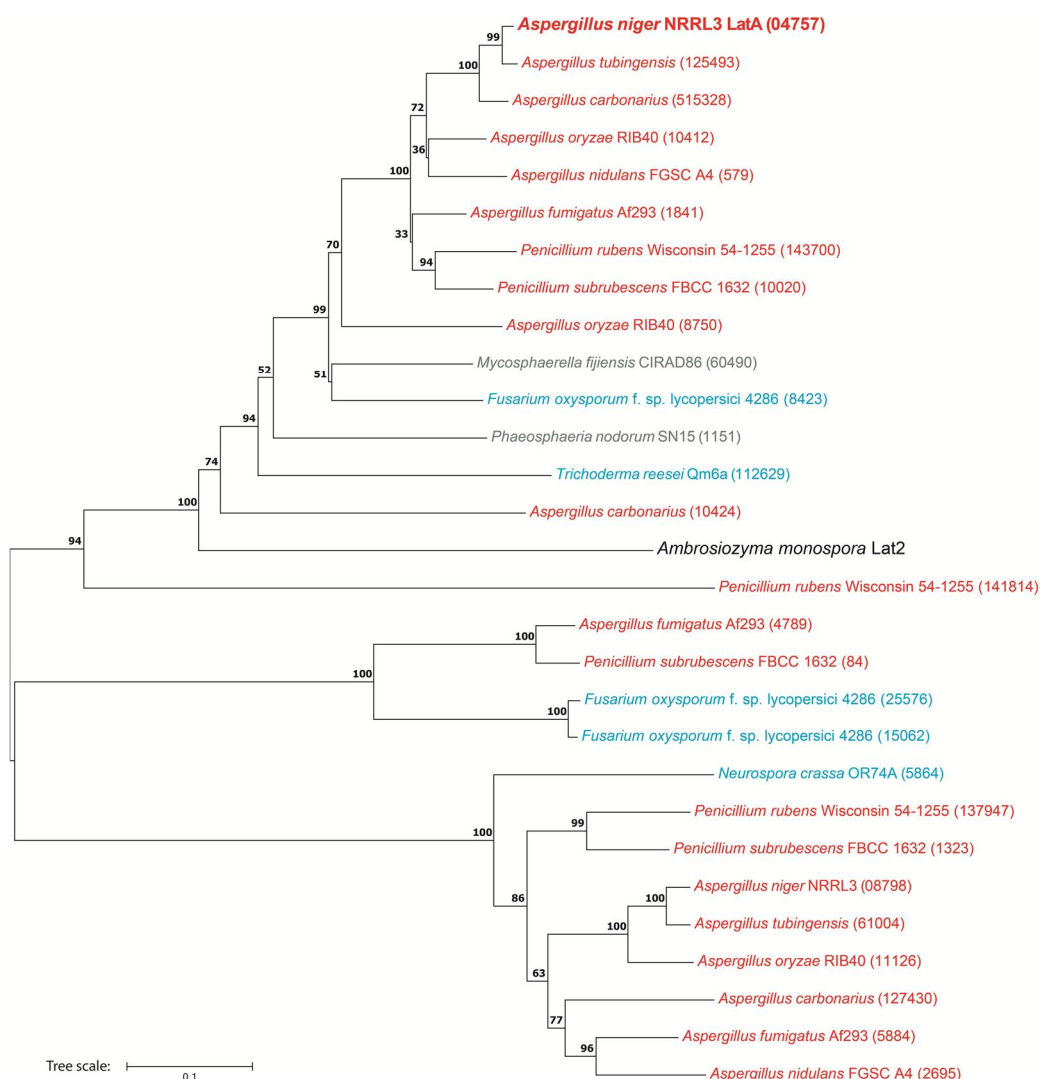 Aspergillus niger NRRL3 LatA (04757)
99
Aspergillus tubingensis (125493)
100
Aspergillus carbonarius (515328)
72
Aspergillus oryzae RIB40 (10412)
36
100
Aspergillus nidulans FGSC A4 (579)
Aspergillus fumigatus Af293 (1841)
33
70
Penicillium rubens Wisconsin 54-1255 (143700)
94
Penicillium subrubescens FBCC 1632 (10020)
99
Aspergillus oryzae RIB40 (8750)
Mycosphaerella fijiensis CIRAD86 (60490)
52
51
Fusarium oxysporum f. sp. lycopersici 4286 (8423)
94
Phaeosphaeria nodorum SN15 (1151)
74
Trichoderma reesei Qm6a (112629)
100
Aspergillus carbonarius (10424)
94
Ambrosiozyma monospora Lat2
Penicillium rubens Wisconsin 54-1255 (141814)
Aspergillus fumigatus Af293 (4789)
100
Penicillium subrubescens FBCC 1632 (84)
100
Fusarium oxysporum f. sp. lycopersici 4286 (25576)
100
Fusarium oxysporum f. sp. lycopersici 4286 (15062)
Neurospora crassa OR74A (5864)
Penicillium rubens Wisconsin 54-1255 (137947)
99
100
Penicillium subrubescens FBCC 1632 (1323)
Aspergillus niger NRRL3 (08798)
86
100
Aspergillus tubingensis (61004)
100
Aspergillus oryzae RIB40 (11126)
63
Aspergillus carbonarius (127430)
77
Aspergillus fumigatus Af293 (5884)
96
Aspergillus nidulans FGSC A4 (2695)
Tree scale:
0.1